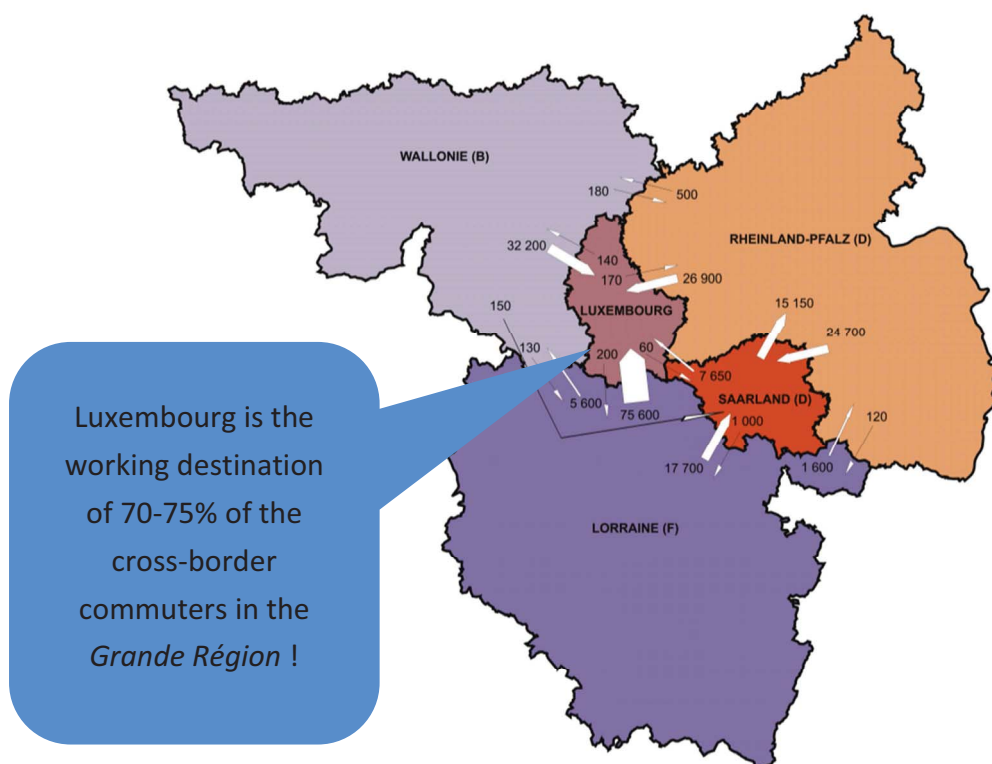 WALLONIE (B)
180
500
RHEINLAND-PFALZ (D)
32 200
140
170
26 900
LUXEMBOURG
150
15 150
24 700
130
200
60
7 650
5 600
75 600
SAARLAND (D)
1 000
120
17 700
1 600
LORRAINE (F)
Luxembourg is the
working destination
of 70-75% of the
cross-border
commuters in the
Grande Région !